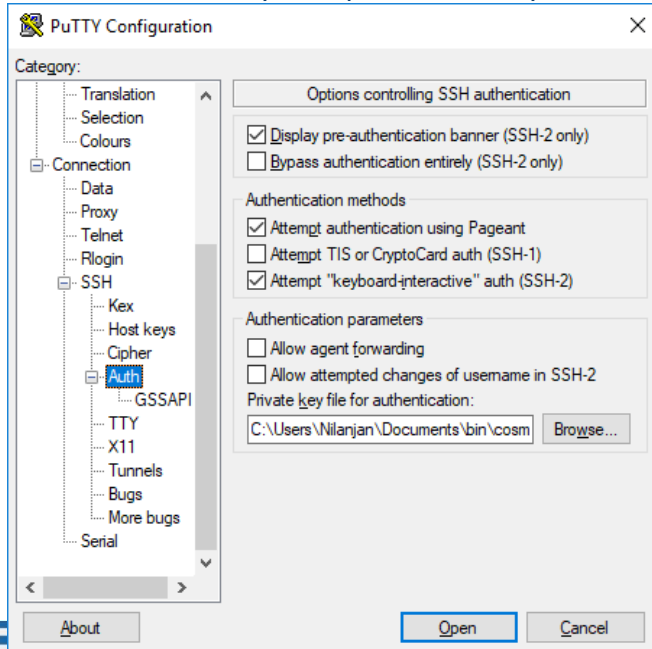 PuTTY Configuration
Category:
Translation
Selection
Colours
Connection
Data
Proxy
Telnet
Rlogin
SSH
Kex
Host keys
Cipher
Auth
GSSAPI
TTY
X11
Tunnels
Bugs
More bugs
Serial
Options controlling SSH authentication
Display pre-authentication banner (SSH-2 only)
Bypass authentication entirely (SSH-2 only)
Authentication methods
Attempt authentication using Pageant
Attempt TIS or CryptoCard auth (SSH-1)
Attempt "keyboard-interactive" auth (SSH-2)
Authentication parameters
Allow agent forwarding
Allow attempted changes of username in SSH-2
Private key file for authentication:
C:\Users\Nilanjan\Documents\bin\cosm
Browse...
About
Open
Cancel